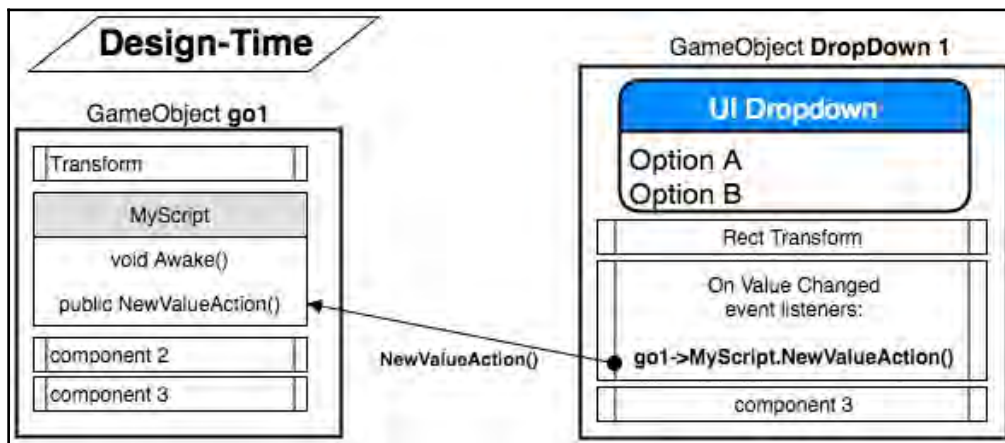 Design-Time
GameObject go1
Transform
MyScript
void Awake()
public NewValueAction()
component 2
component 3
NewValueAction()
GameObject DropDown 1
UI Dropdown
Option A
Option B
Rect Transform
On Value Changed
event listeners:
go1->MyScript.NewValueAction()
component 3